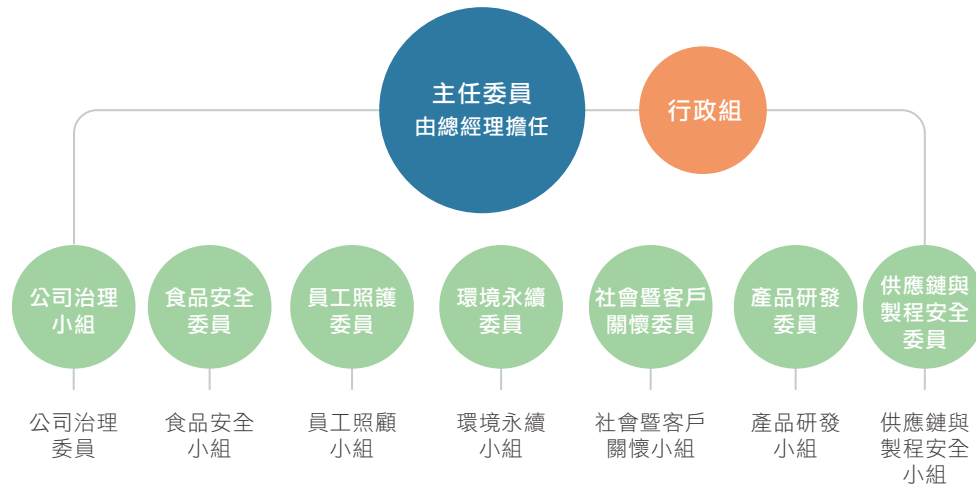 主任委員
由總經理擔任
行政組
公司治理
小組
食品安全
委員
員工照護
委員
環境永續
委員
社會暨客戶
關懷委員
產品研發
委員
供應鏈與
製程安全
委員
公司治理
委員
食品安全
小組
員工照顧
小組
環境永續
小組
社會暨客戶
關懷小組
產品研發
小組
供應鏈與
製程安全
小組